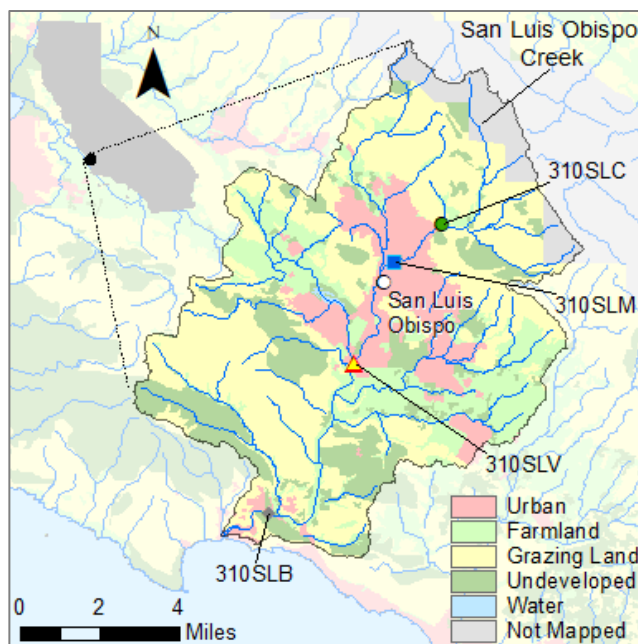 San Luis Obispo
Creek
N
310SLC
310SLM
San Luis
Obispo
310SLV
310SLB
Urban
Farmland
Grazing Land
Undeveloped
Water
Not Mapped
0 2 4
Miles